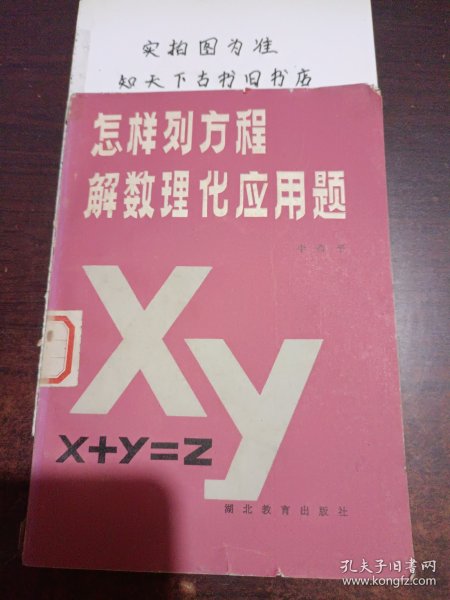 实拍图为准
知天下古书旧书店
怎样列方程
解数理化应用题
Xy
x+y=z
湖北教育出版社
孔夫子旧书网
www.kongfz.com